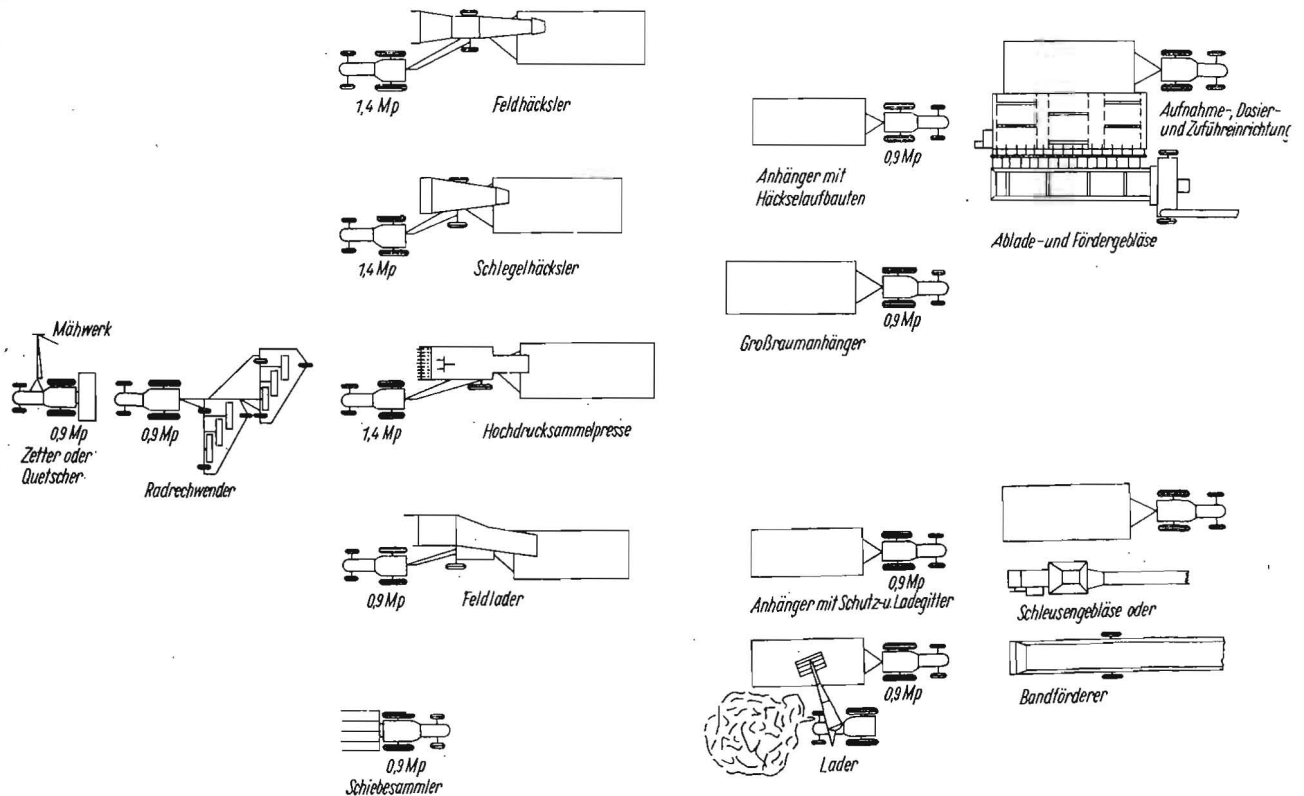 Mähwerk
0,9 Mp
Zetter oder
Quetscher
0,9 Mp
Radrechwender
1,4 Mp
Feldhäcksler
1,4 Mp
Schlegelhäcksler
1,4 Mp
Hochdrucksammelpresse
0,9 Mp
Feldlader
0,9 Mp
Schiebesammler
0,9 Mp
Anhänger mit
Häckselaufbauten
0,9 Mp
Großraumanhänger
0,9 Mp
Anhänger mit Schutz-u. Ladegitter
0,9 Mp
Lader
Aufnahme-, Dosier-
und Zuführeinrichtung
Ablade- und Fördergebläse
Schleusengebläse oder
Bandförderer